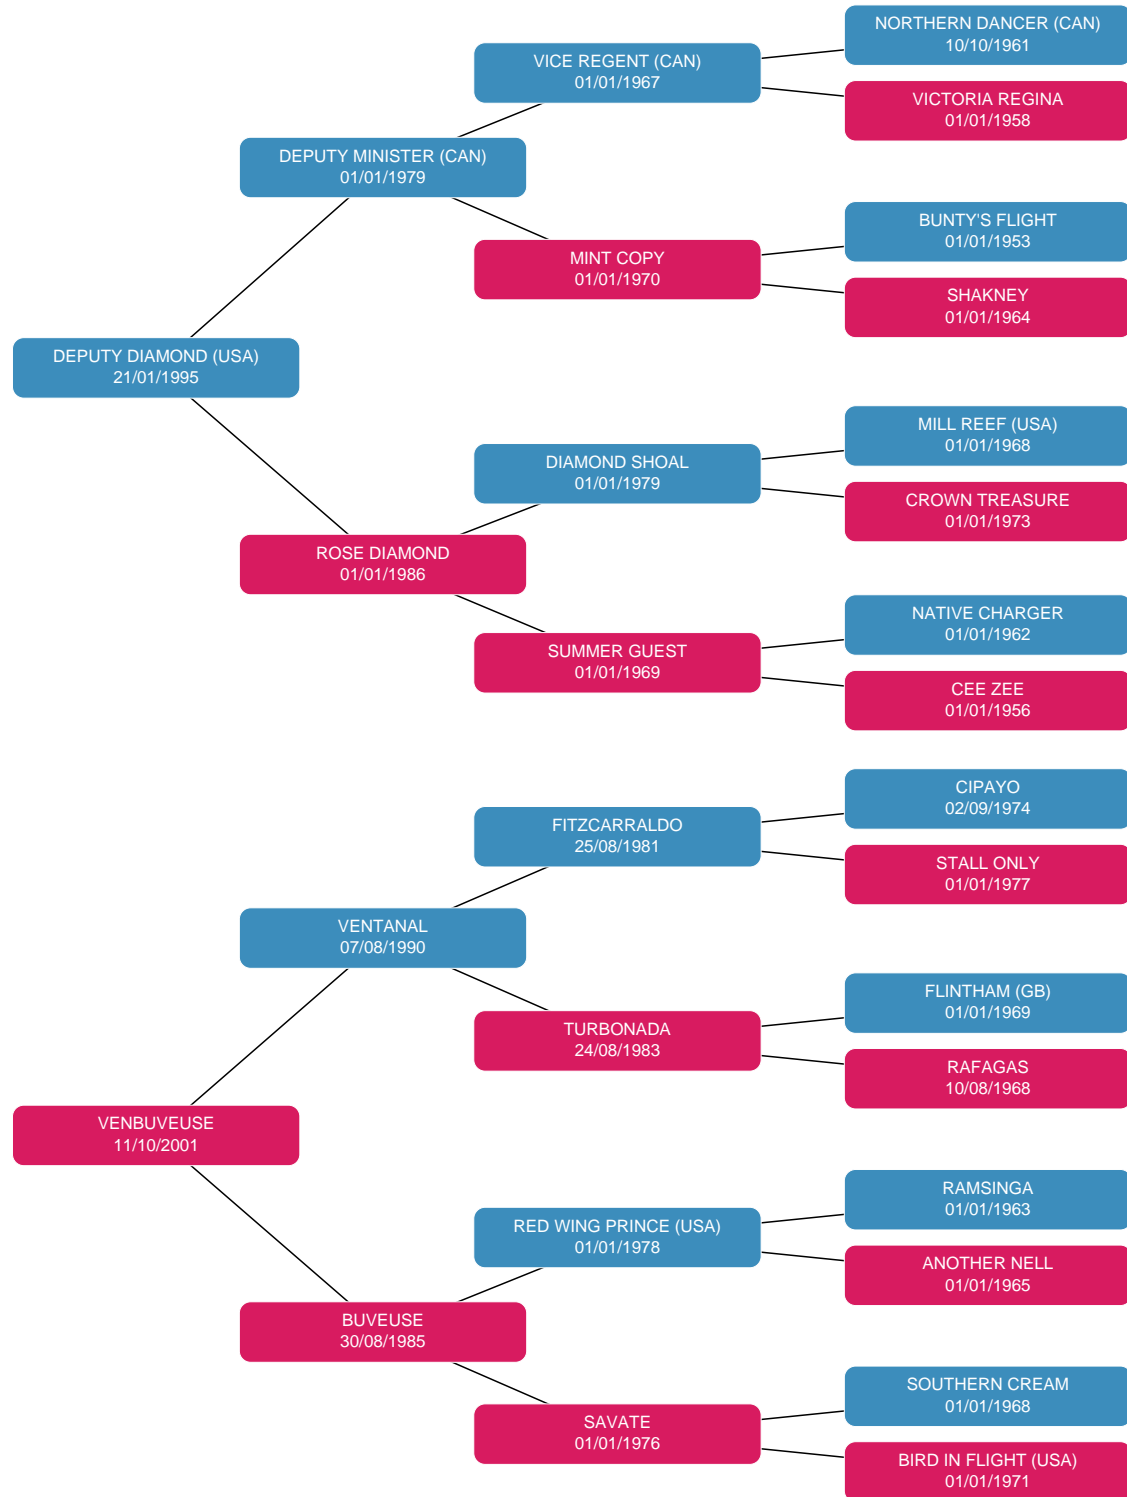 NORTHERN DANCER (CAN)
10/10/1961
VICE REGENT (CAN)
01/01/1967
VICTORIA REGINA
01/01/1958
DEPUTY MINISTER (CAN)
01/01/1979
BUNTY'S FLIGHT
01/01/1953
MINT COPY
01/01/1970
SHAKNEY
01/01/1964
DEPUTY DIAMOND (USA)
21/01/1995
MILL REEF (USA)
01/01/1968
DIAMOND SHOAL
01/01/1979
CROWN TREASURE
01/01/1973
ROSE DIAMOND
01/01/1986
NATIVE CHARGER
01/01/1962
SUMMER GUEST
01/01/1969
CEE ZEE
01/01/1956
CIPAYO
02/09/1974
FITZCARRALDO
25/08/1981
STALL ONLY
01/01/1977
VENTANAL
07/08/1990
FLINTHAM (GB)
01/01/1969
TURBONADA
24/08/1983
RAFAGAS
10/08/1968
VENBUVEUSE
11/10/2001
RAMSINGA
01/01/1963
RED WING PRINCE (USA)
01/01/1978
ANOTHER NELL
01/01/1965
BUVEUSE
30/08/1985
SOUTHERN CREAM
01/01/1968
SAVATE
01/01/1976
BIRD IN FLIGHT (USA)
01/01/1971